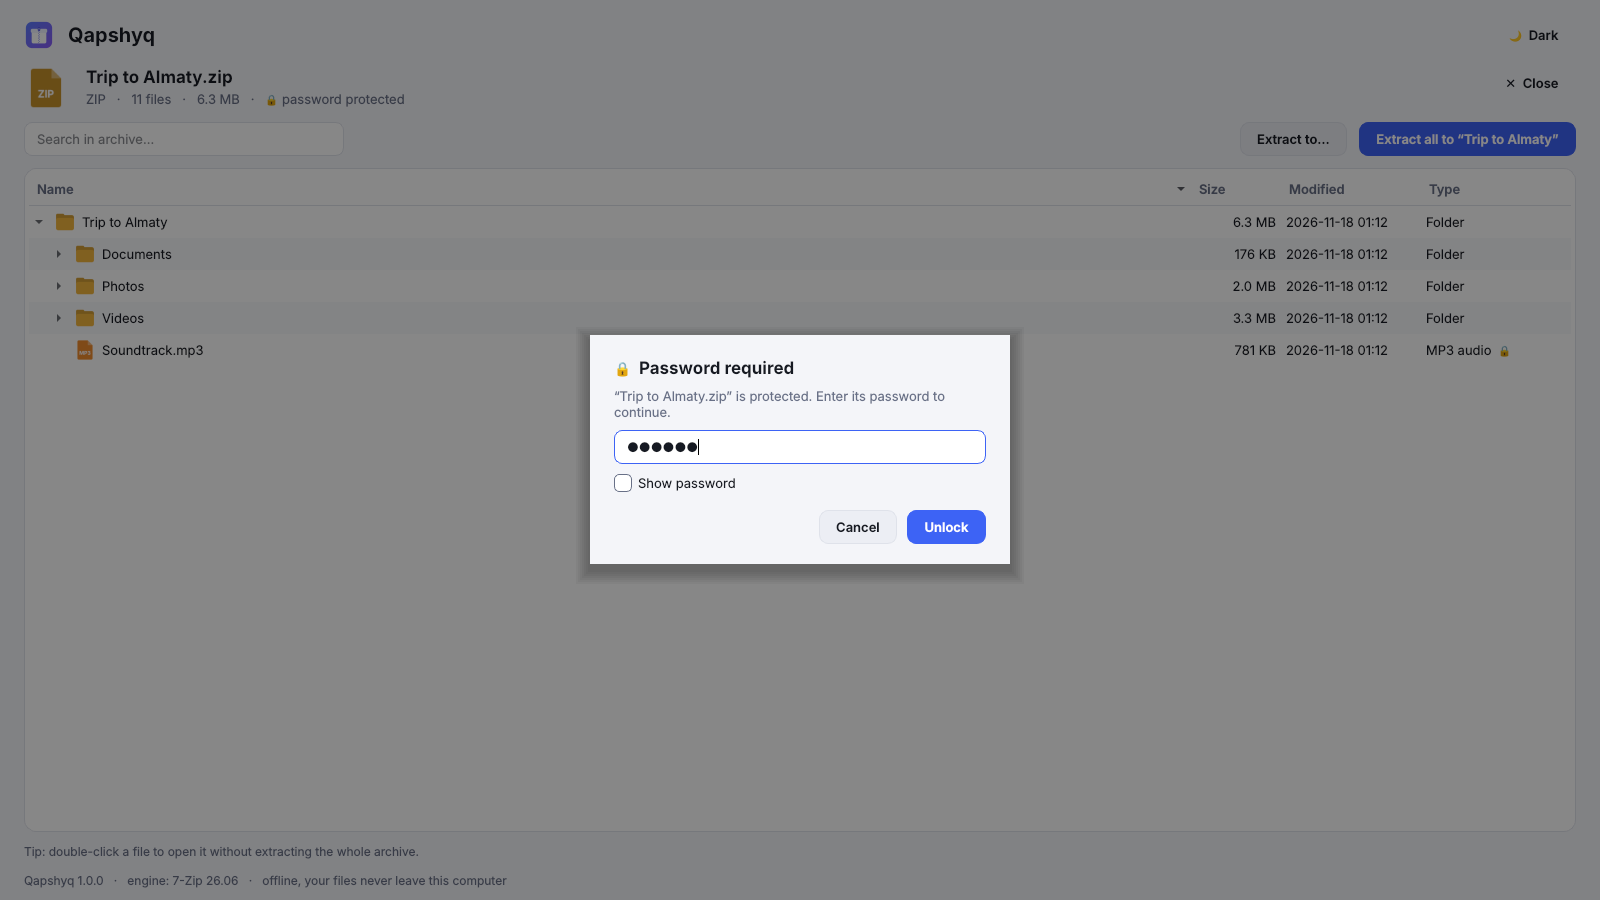 Qapshyq
Dark
ZIP
Trip to Almaty.zip
ZIP · 11 files · 6.3 MB · password protected
Close
Search in archive...
Extract to...
Extract all to “Trip to Almaty”
Name Size Modified Type
Trip to Almaty 6.3 MB 2026-11-18 01:12 Folder
Documents 176 KB 2026-11-18 01:12 Folder
Photos 2.0 MB 2026-11-18 01:12 Folder
Videos 3.3 MB 2026-11-18 01:12 Folder
MP3 Soundtrack.mp3 781 KB 2026-11-18 01:12 MP3 audio
Password required
“Trip to Almaty.zip” is protected. Enter its password to
continue.
Show password
Cancel Unlock
Tip: double-click a file to open it without extracting the whole archive.
Qapshyq 1.0.0 · engine: 7-Zip 26.06 · offline, your files never leave this computer